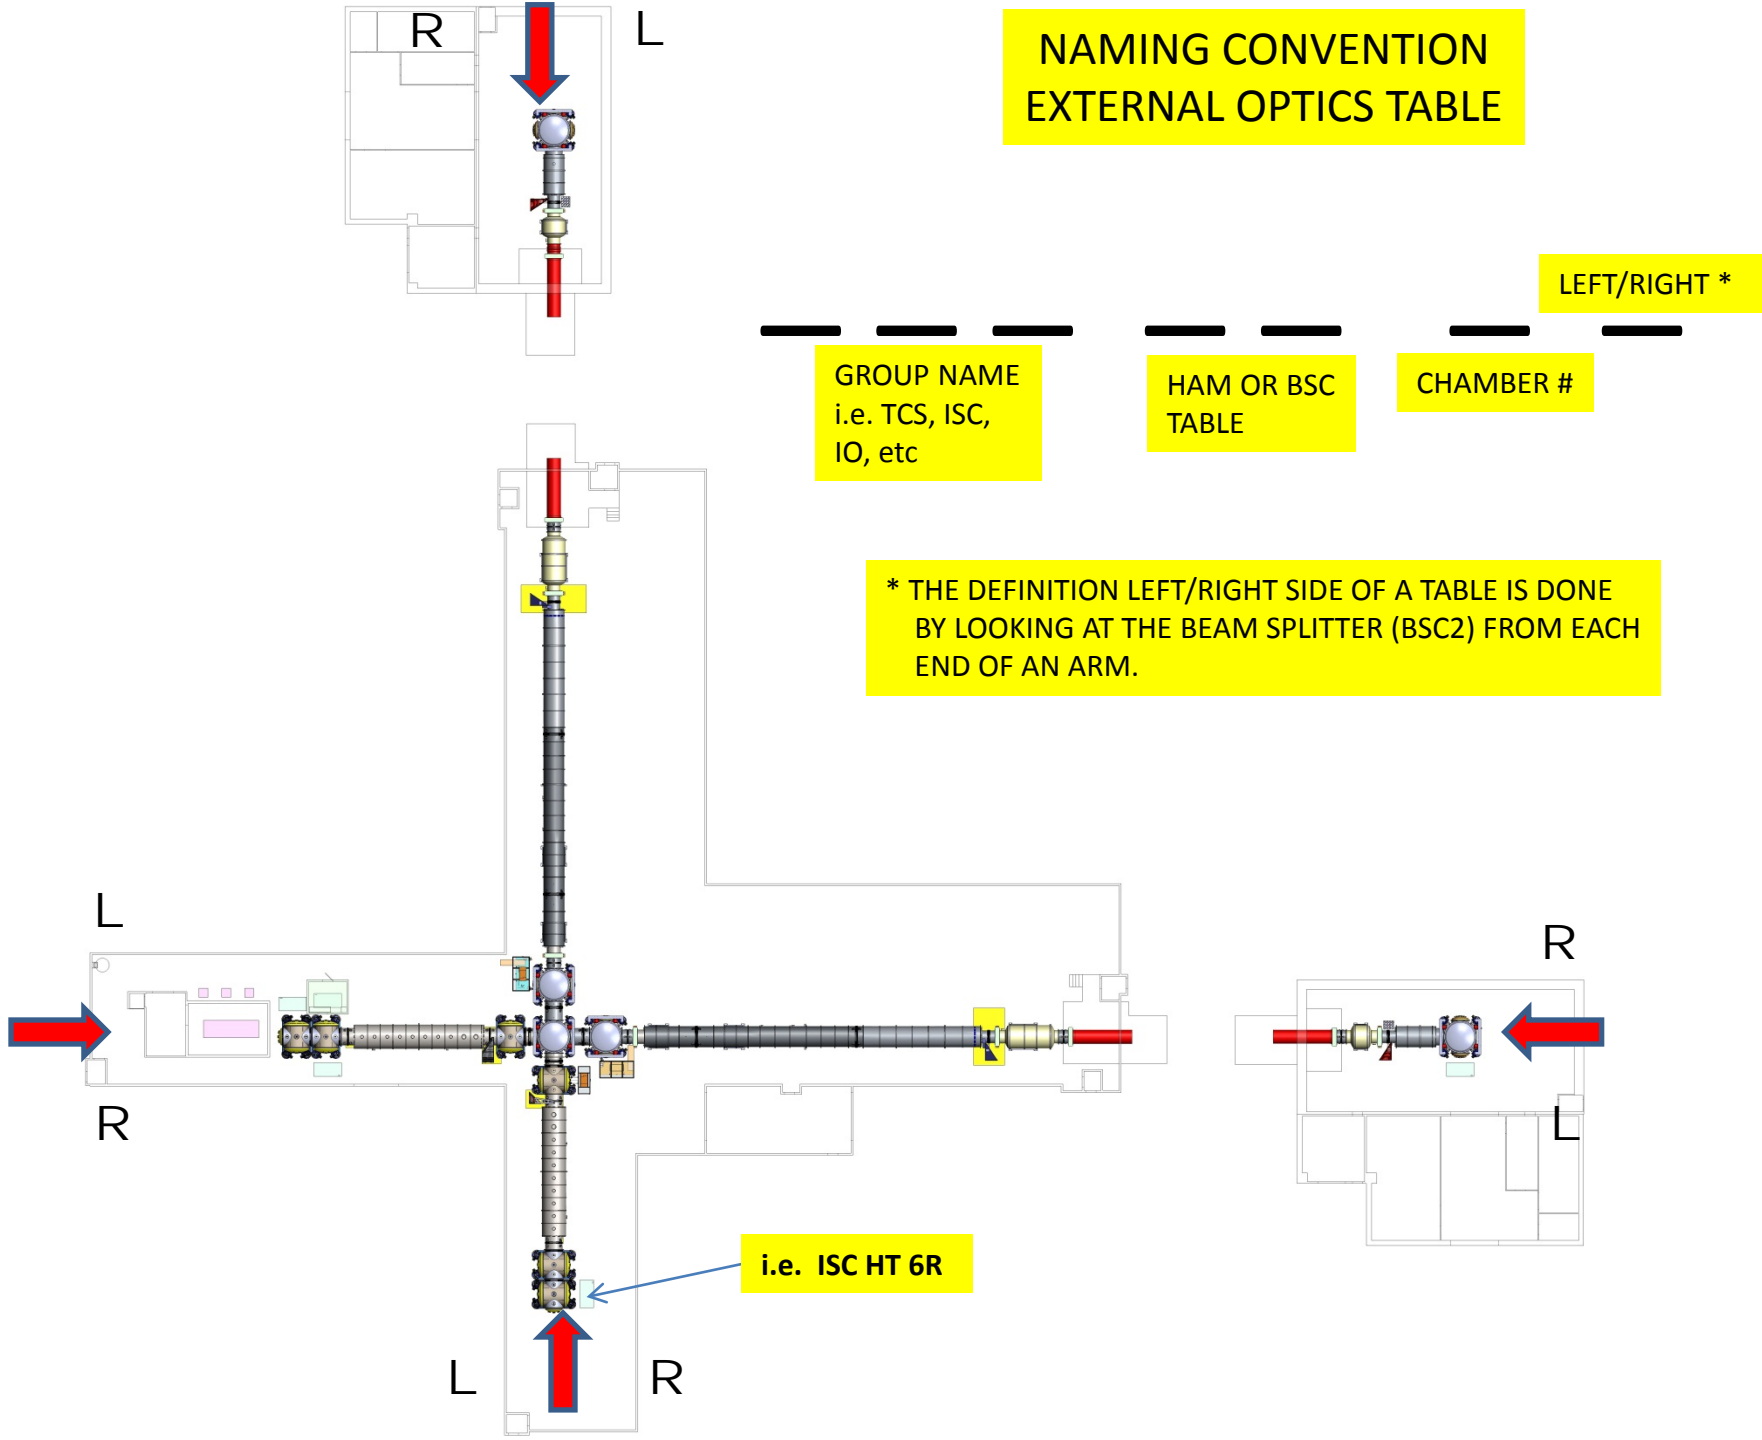 R
L
NAMING CONVENTION
EXTERNAL OPTICS TABLE
LEFT/RIGHT *
GROUP NAME
i.e. TCS, ISC,
IO, etc
HAM OR BSC
TABLE
CHAMBER #
* THE DEFINITION LEFT/RIGHT SIDE OF A TABLE IS DONE
BY LOOKING AT THE BEAM SPLITTER (BSC2) FROM EACH
END OF AN ARM.
L
R
R
L
i.e. ISC HT 6R
L
R